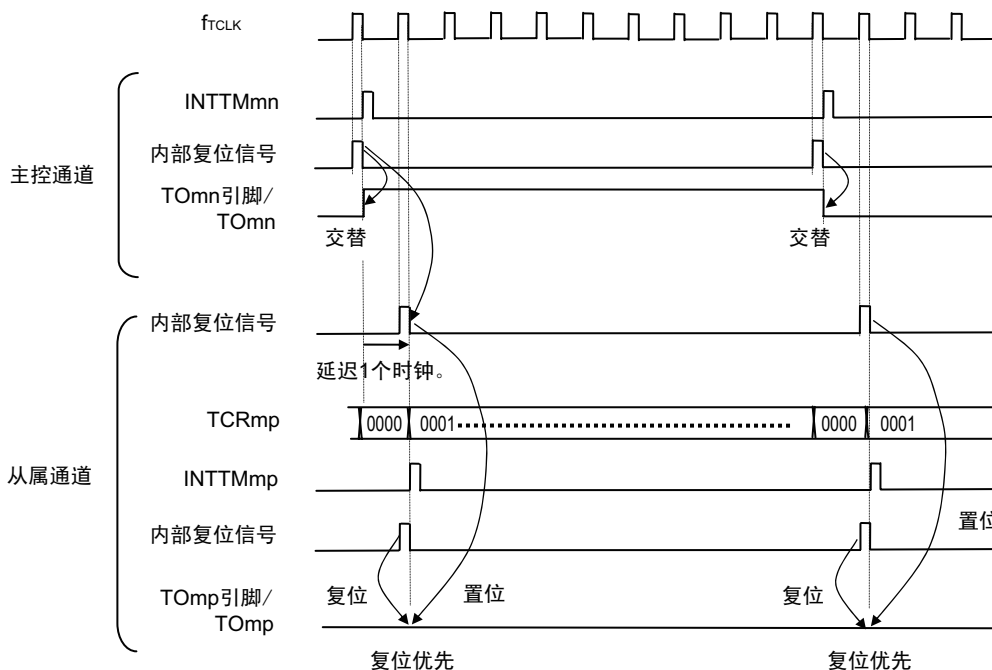 fTCLK
主控通道
INTTMmn
内部复位信号
TOmn引脚/
TOmn
交替
交替
从属通道
内部复位信号
延迟1个时钟。
TCRmp
0000
0001
0000
0001
INTTMmp
置位
内部复位信号
TOmp引脚/
TOmp
复位
置位
复位
复位优先
复位优先